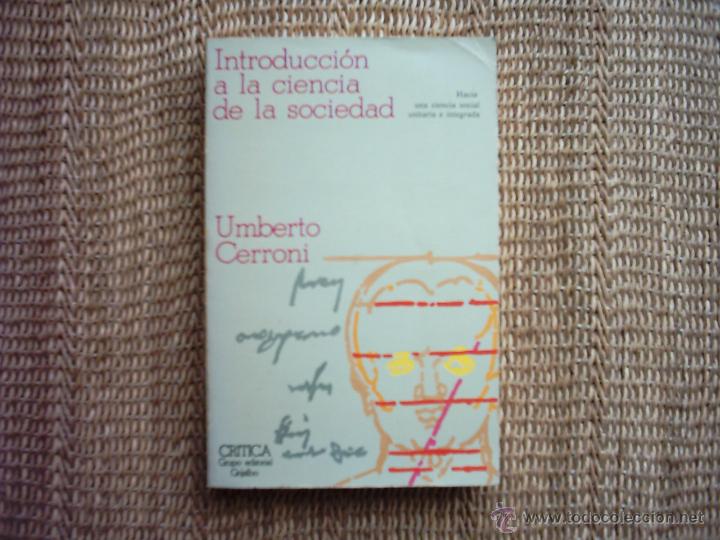 Introducción
a la ciencia
de la sociedad
Hacia
una ciencia social
unitaria e integrada
Umberto
Cerroni
CRITICA
Grupo editorial
Grijalbo
© www.todocoleccion.net